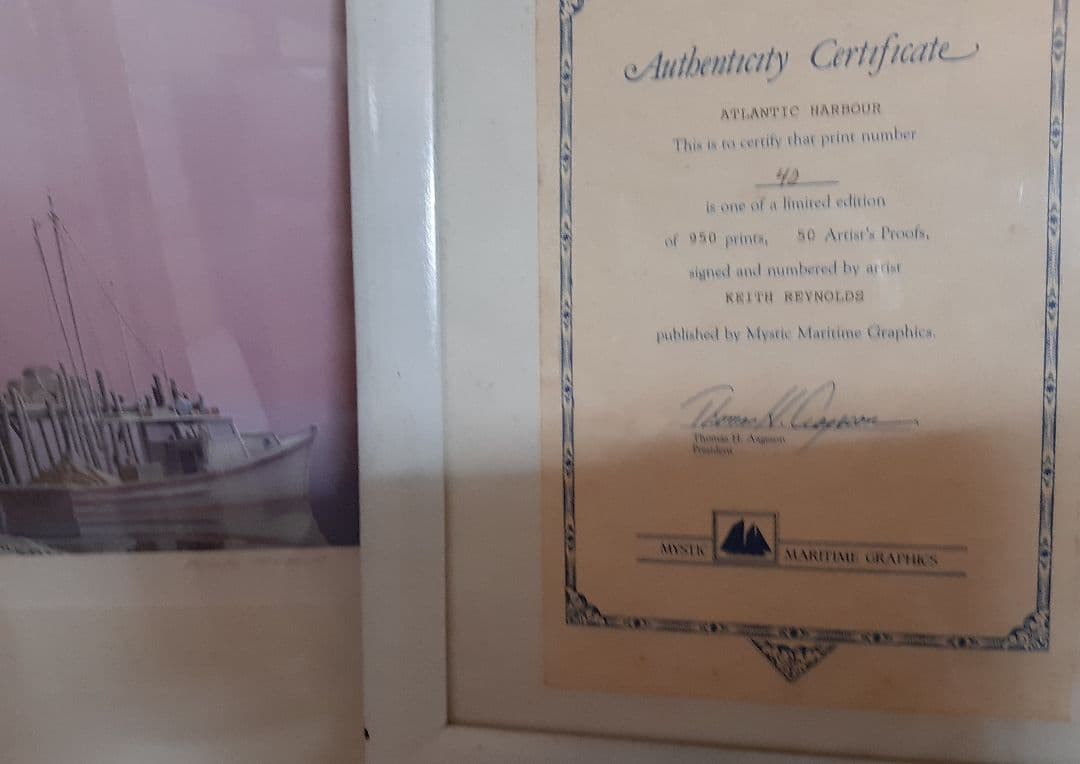 Authenticity Certificate
ATLANTIC HARBOUR
This is to certify that print number
42
is one of a limited edition
of 950 prints, 50 Artist's Proofs,
signed and numbered by artist
KEITH REYNOLDS
published by Mystic Maritime Graphics.
Thomas H.
President
MYSTIC MARITIME GRAPHICS